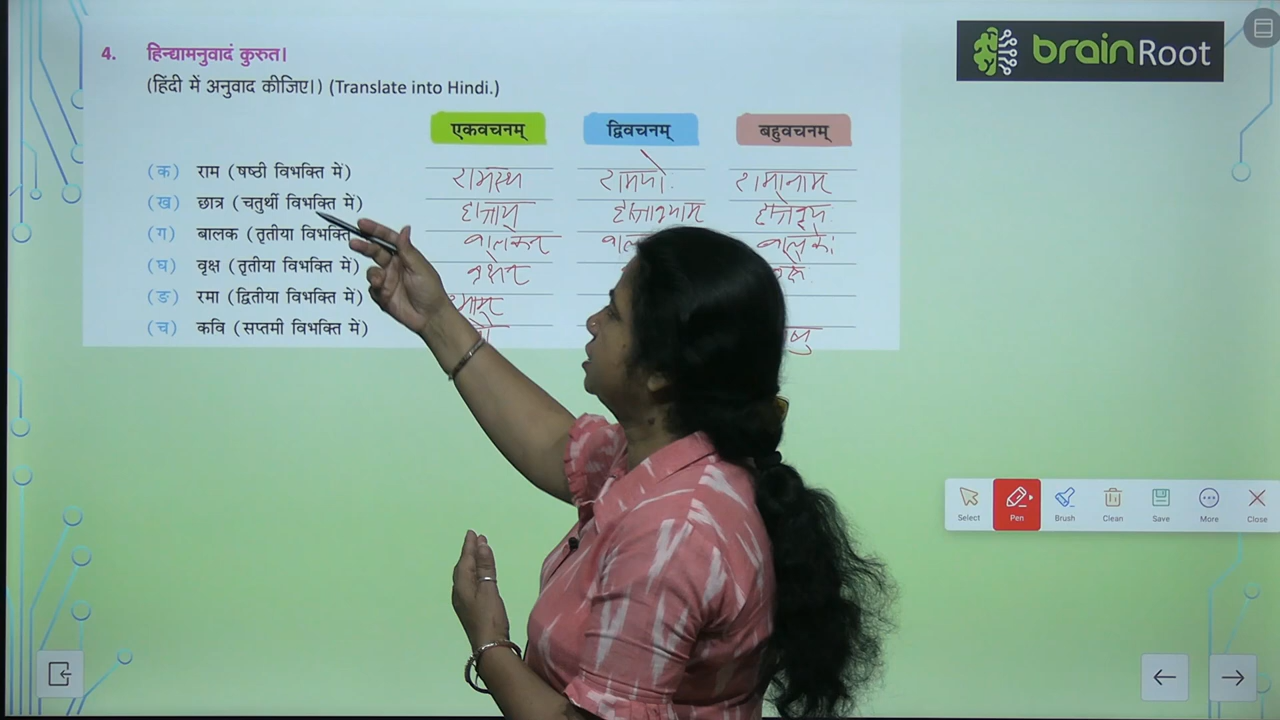 brainRoot
4. हिन्द्यामनुवादं कुरुत।
(हिंदी में अनुवाद कीजिए।) (Translate into Hindi.)
एकवचनम् द्विवचनम् बहुवचनम्
(क) राम (षष्ठी विभक्ति में) रामस्य रामयोः रामानाम
(ख) छात्र (चतुर्थी विभक्ति में) छात्राय छात्राभ्याम छात्रेभ्यः
(ग) बालक (तृतीया विभक्ति बालकेन बालकैः
(घ) वृक्ष (तृतीया विभक्ति में) वृक्षेन
(ङ) रमा (द्वितीया विभक्ति में)
(च) कवि (सप्तमी विभक्ति में)
Select Pen Brush Clean Save More Close